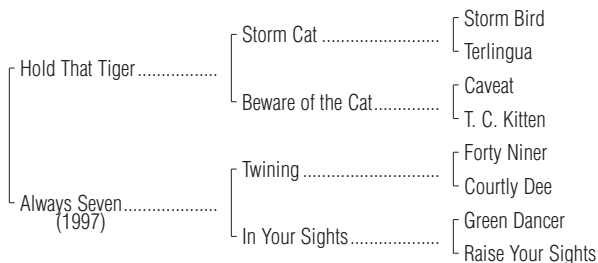 Storm Bird
Storm Cat ..........................
Terlingua
Hold That Tiger..................
Caveat
Beware of the Cat...............
T. C. Kitten
Forty Niner
Twining ..............................
Courtly Dee
Always Seven.....................
(1997)
Green Dancer
In Your Sights....................
Raise Your Sights